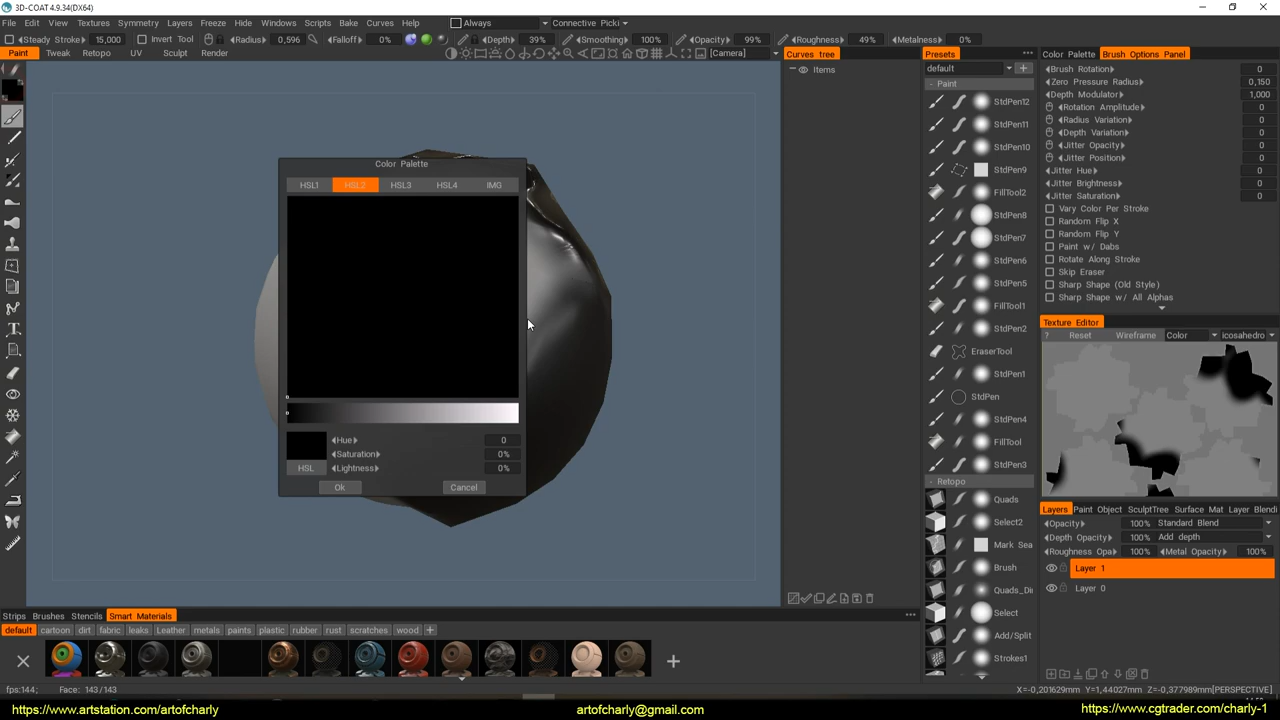 3D-COAT 4.9.34(DX64)
File Edit View Textures Symmetry Layers Freeze Hide Windows Scripts Bake Curves Help Always Connective Picki
Steady Stroke 15,000 Invert Tool Radius 0,596 Falloff 0% Depth 39% Smoothing 100% Opacity 99% Roughness 49% Metalness 0%
Paint Tweak Retopo UV Sculpt Render [Camera]
Curves tree
Items
Presets
default
- Paint
StdPen12
StdPen11
StdPen10
StdPen9
FillTool2
StdPen8
StdPen7
StdPen6
StdPen5
FillTool1
StdPen2
EraserTool
StdPen1
StdPen
StdPen4
FillTool
StdPen3
- Retopo
Quads
Select2
Mark Sea
Brush
Quads_Di
Select
Add/Split
Strokes1
Color Palette Brush Options Panel
Brush Rotation 0
Zero Pressure Radius 0,150
Depth Modulator 1,000
Rotation Amplitude 0
Radius Variation 0
Depth Variation 0
Jitter Opacity 0
Jitter Position 0
Jitter Hue 0
Jitter Brightness 0
Jitter Saturation 0
Vary Color Per Stroke
Random Flip X
Random Flip Y
Paint w/ Dabs
Rotate Along Stroke
Skip Eraser
Sharp Shape (Old Style)
Sharp Shape w/ All Alphas
Texture Editor
? Reset Wireframe Color icosahedro
Layers Paint Object SculptTree Surface Mat Layer Blendi
Opacity 100% Standard Blend
Depth Opacity 100% Add depth
Roughness Opa 100% Metal Opacity 100%
Layer 1
Layer 0
Color Palette
HSL1 HSL2 HSL3 HSL4 IMG
Hue 0
Saturation 0%
HSL Lightness 0%
Ok Cancel
Strips Brushes Stencils Smart Materials
default cartoon dirt fabric leaks Leather metals paints plastic rubber rust scratches wood
fps:144; Face: 143/143 X=-0,201629mm Y=1,44027mm Z=-0,377989mm[PERSPECTIVE]
https://www.artstation.com/artofcharly artofcharly@gmail.com https://www.cgtrader.com/charly-1